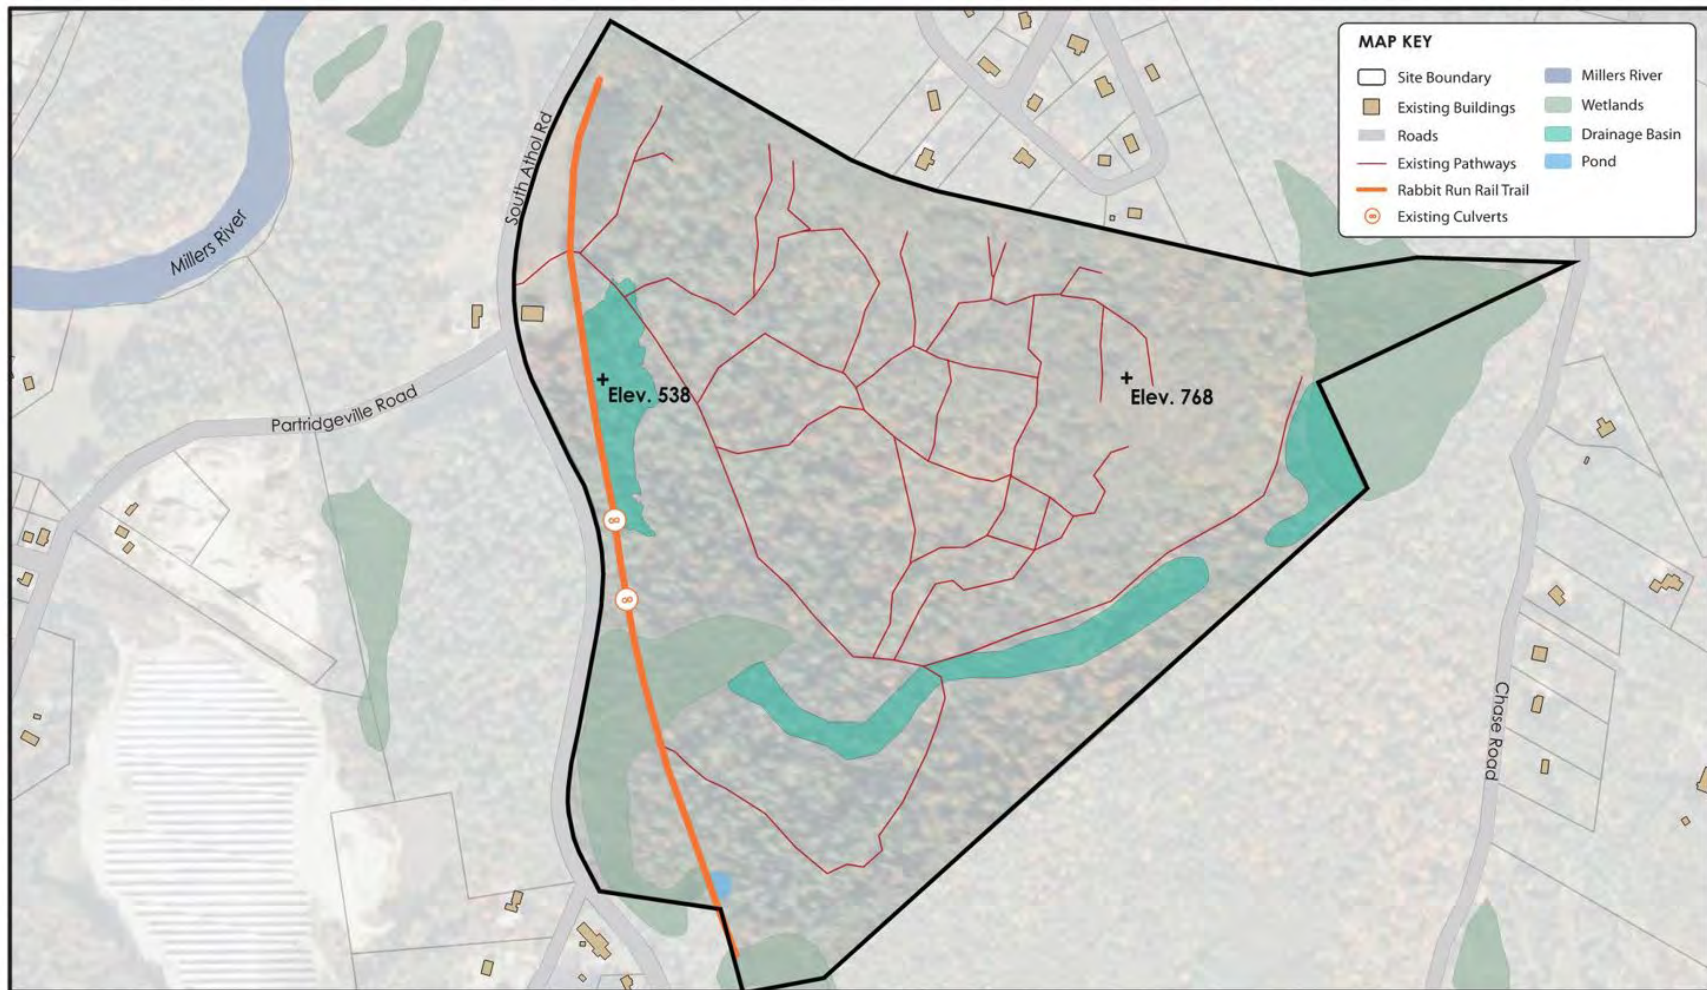 MAP KEY
Site Boundary
Existing Buildings
Roads
Existing Pathways
Rabbit Run Rail Trail
Existing Culverts
Millers River
Wetlands
Drainage Basin
Pond
South Athol Rd
Millers River
Partridgeville Road
Elev. 538
Elev. 768
Chase Road